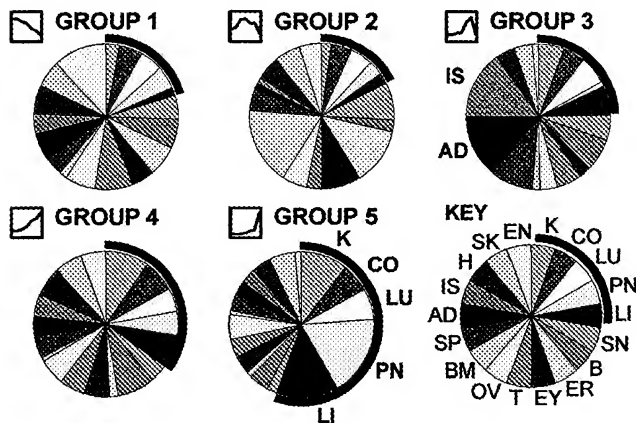 GROUP 1
GROUP 2
GROUP 3
IS
AD
GROUP 4
GROUP 5
K
CO
LU
PN
LI
KEY
EN
K
SK
CO
H
LU
IS
PN
AD
LI
SP
SN
BM
B
OV
ER
T
EY